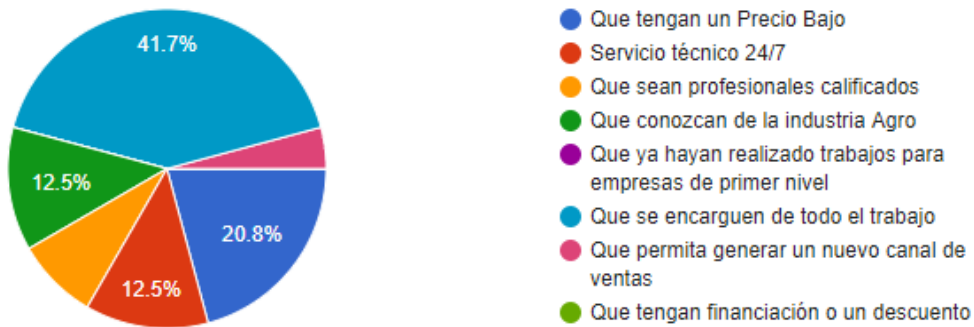 41.7%
12.5%
20.8%
12.5%
Que tengan un Precio Bajo
Servicio técnico 24/7
Que sean profesionales calificados
Que conozcan de la industria Agro
Que ya hayan realizado trabajos para
empresas de primer nivel
Que se encarguen de todo el trabajo
Que permita generar un nuevo canal de
ventas
Que tengan financiación o un descuento